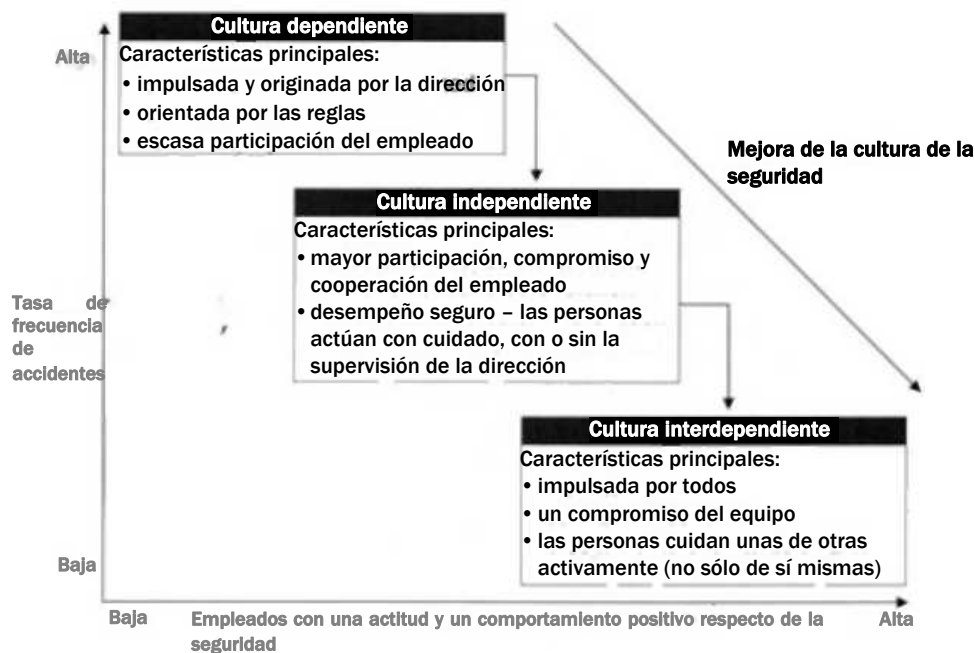 Cultura dependiente
Características principales:
• impulsada y originada por la dirección
• orientada por las reglas
• escasa participación del empleado
Alta
Mejora de la cultura de la
seguridad
Cultura independiente
Características principales:
• mayor participación, compromiso y
cooperación del empleado
• desempeño seguro – las personas
actúan con cuidado, con o sin la
supervisión de la dirección
Tasa de
frecuencia
de
accidentes
Cultura interdependiente
Características principales:
• impulsada por todos
• un compromiso del equipo
• las personas cuidan unas de otras
activamente (no sólo de sí mismas)
Baja
Baja
Empleados con una actitud y un comportamiento positivo respecto de la
seguridad
Alta